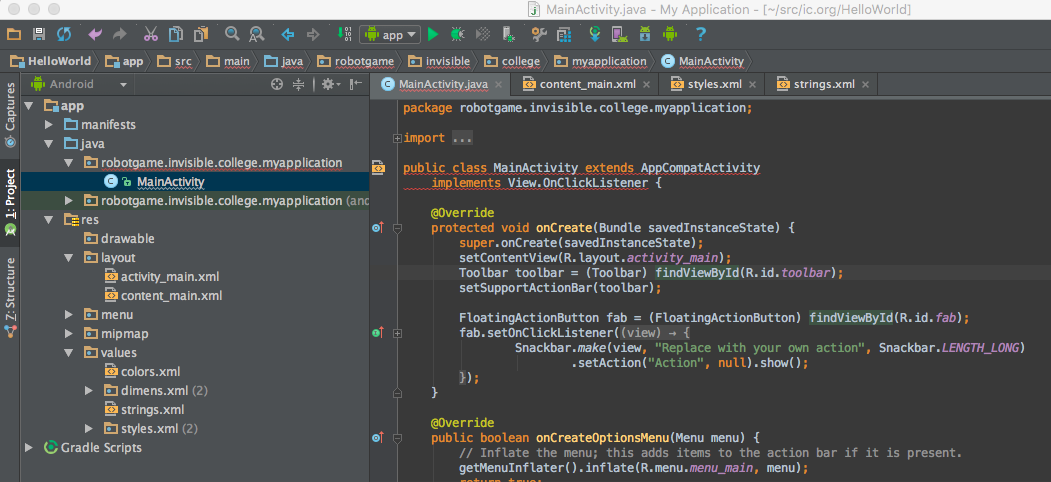 MainActivity.java - My Application - [~/src/ic.org/HelloWorld]
app
HelloWorld app src main java robotgame invisible college myapplication MainActivity
Android
MainActivity.java content_main.xml styles.xml strings.xml
Captures
1: Project
Z: Structure
app
manifests
java
robotgame.invisible.college.myapplication
MainActivity
robotgame.invisible.college.myapplication (and
res
drawable
layout
activity_main.xml
content_main.xml
menu
mipmap
values
colors.xml
dimens.xml (2)
strings.xml
styles.xml (2)
Gradle Scripts
package robotgame.invisible.college.myapplication;
import ...
public class MainActivity extends AppCompatActivity
implements View.OnClickListener {
@Override
protected void onCreate(Bundle savedInstanceState) {
super.onCreate(savedInstanceState);
setContentView(R.layout.activity_main);
Toolbar toolbar = (Toolbar) findViewById(R.id.toolbar);
setSupportActionBar(toolbar);
FloatingActionButton fab = (FloatingActionButton) findViewById(R.id.fab);
fab.setOnClickListener((view) → {
Snackbar.make(view, "Replace with your own action", Snackbar.LENGTH_LONG)
.setAction("Action", null).show();
});
}
@Override
public boolean onCreateOptionsMenu(Menu menu) {
// Inflate the menu; this adds items to the action bar if it is present.
getMenuInflater().inflate(R.menu.menu_main, menu);
return true;